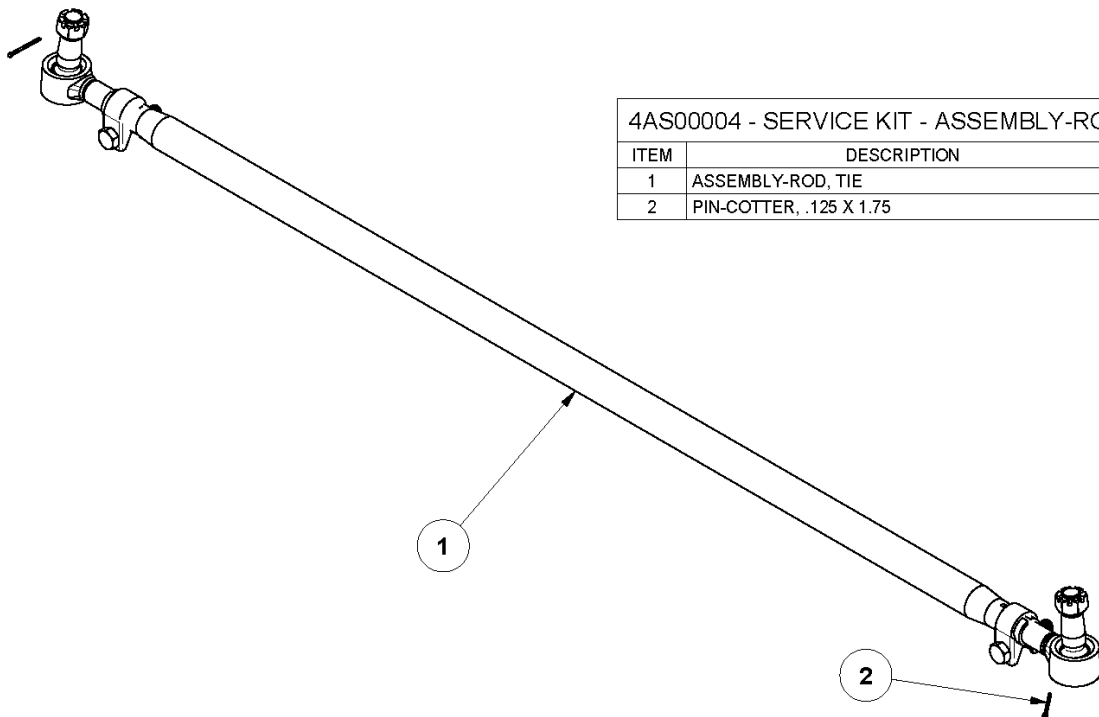 4AS00004 - SERVICE KIT - ASSEMBLY-RO
ITEM DESCRIPTION
1 ASSEMBLY-ROD, TIE
2 PIN-COTTER, .125 X 1.75
1
2